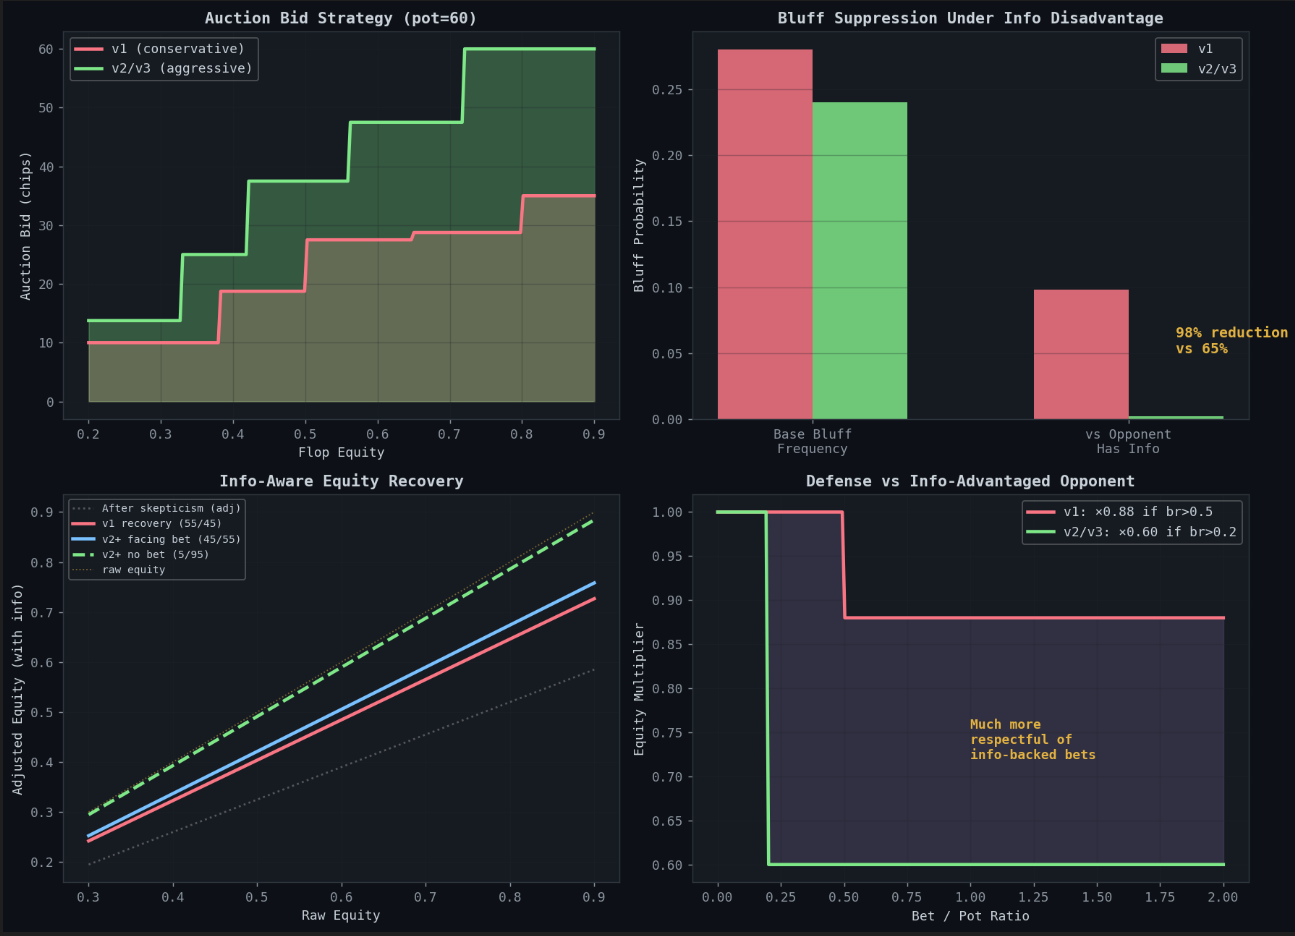 Auction Bid Strategy (pot=60)
v1 (conservative)
v2/v3 (aggressive)
Auction Bid (chips)
60
50
40
30
20
10
0
0.2
0.3
0.4
0.5
0.6
0.7
0.8
0.9
Flop Equity
Bluff Suppression Under Info Disadvantage
v1
v2/v3
Bluff Probability
0.25
0.20
0.15
0.10
0.05
0.00
98% reduction
vs 65%
Base Bluff
Frequency
vs Opponent
Has Info
Info-Aware Equity Recovery
After skepticism (adj)
v1 recovery (55/45)
v2+ facing bet (45/55)
v2+ no bet (5/95)
raw equity
Adjusted Equity (with info)
0.9
0.8
0.7
0.6
0.5
0.4
0.3
0.2
0.3
0.4
0.5
0.6
0.7
0.8
0.9
Raw Equity
Defense vs Info-Advantaged Opponent
v1: ×0.88 if br>0.5
v2/v3: ×0.60 if br>0.2
Equity Multiplier
1.00
0.95
0.90
0.85
0.80
0.75
0.70
0.65
0.60
Much more
respectful of
info-backed bets
0.00
0.25
0.50
0.75
1.00
1.25
1.50
1.75
2.00
Bet / Pot Ratio